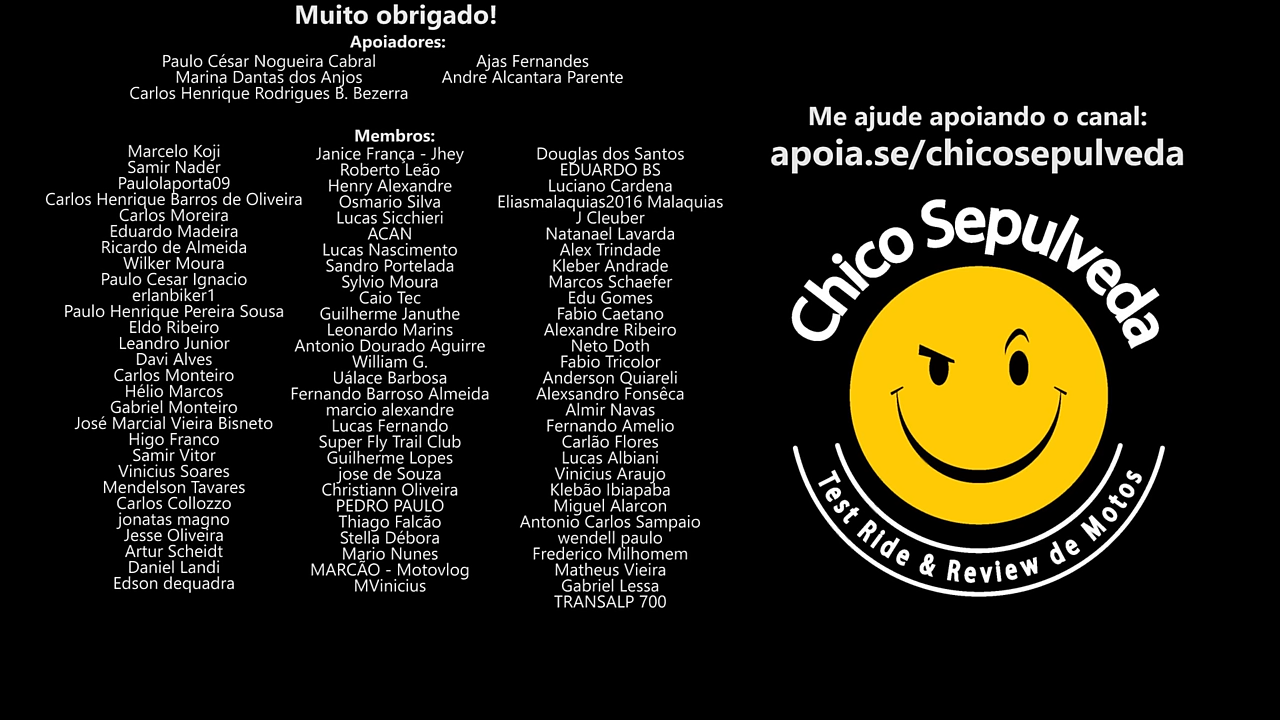 Muito obrigado!
Apoiadores:
Paulo César Nogueira Cabral
Marina Dantas dos Anjos
Carlos Henrique Rodrigues B. Bezerra
Ajas Fernandes
Andre Alcantara Parente
Membros:
Marcelo Koji
Samir Nader
Paulolaporta09
Carlos Henrique Barros de Oliveira
Carlos Moreira
Eduardo Madeira
Ricardo de Almeida
Wilker Moura
Paulo Cesar Ignacio
erlanbiker1
Paulo Henrique Pereira Sousa
Eldo Ribeiro
Leandro Junior
Davi Alves
Carlos Monteiro
Hélio Marcos
Gabriel Monteiro
José Marcial Vieira Bisneto
Higo Franco
Samir Vitor
Vinicius Soares
Mendelson Tavares
Carlos Collozzo
jonatas magno
Jesse Oliveira
Artur Scheidt
Daniel Landi
Edson dequadra
Janice França - Jhey
Roberto Leão
Henry Alexandre
Osmario Silva
Lucas Sicchieri
ACAN
Lucas Nascimento
Sandro Portelada
Sylvio Moura
Caio Tec
Guilherme Januthe
Leonardo Marins
Antonio Dourado Aguirre
William G.
Uálace Barbosa
Fernando Barroso Almeida
marcio alexandre
Lucas Fernando
Super Fly Trail Club
Guilherme Lopes
jose de Souza
Christiann Oliveira
PEDRO PAULO
Thiago Falcão
Stella Débora
Mario Nunes
MARCÃO - Motovlog
MVinicius
Douglas dos Santos
EDUARDO BS
Luciano Cardena
Eliasmalaquias2016 Malaquias
J Cleuber
Natanael Lavarda
Alex Trindade
Kleber Andrade
Marcos Schaefer
Edu Gomes
Fabio Caetano
Alexandre Ribeiro
Neto Doth
Fabio Tricolor
Anderson Quiareli
Alexsandro Fonsêca
Almir Navas
Fernando Amelio
Carlão Flores
Lucas Albiani
Vinicius Araujo
Klebão Ibiapaba
Miguel Alarcon
Antonio Carlos Sampaio
wendell paulo
Frederico Milhomem
Matheus Vieira
Gabriel Lessa
TRANSALP 700
Me ajude apoiando o canal:
apoia.se/chicosepulveda
Chico Sepulveda
Test Ride & Review de Motos